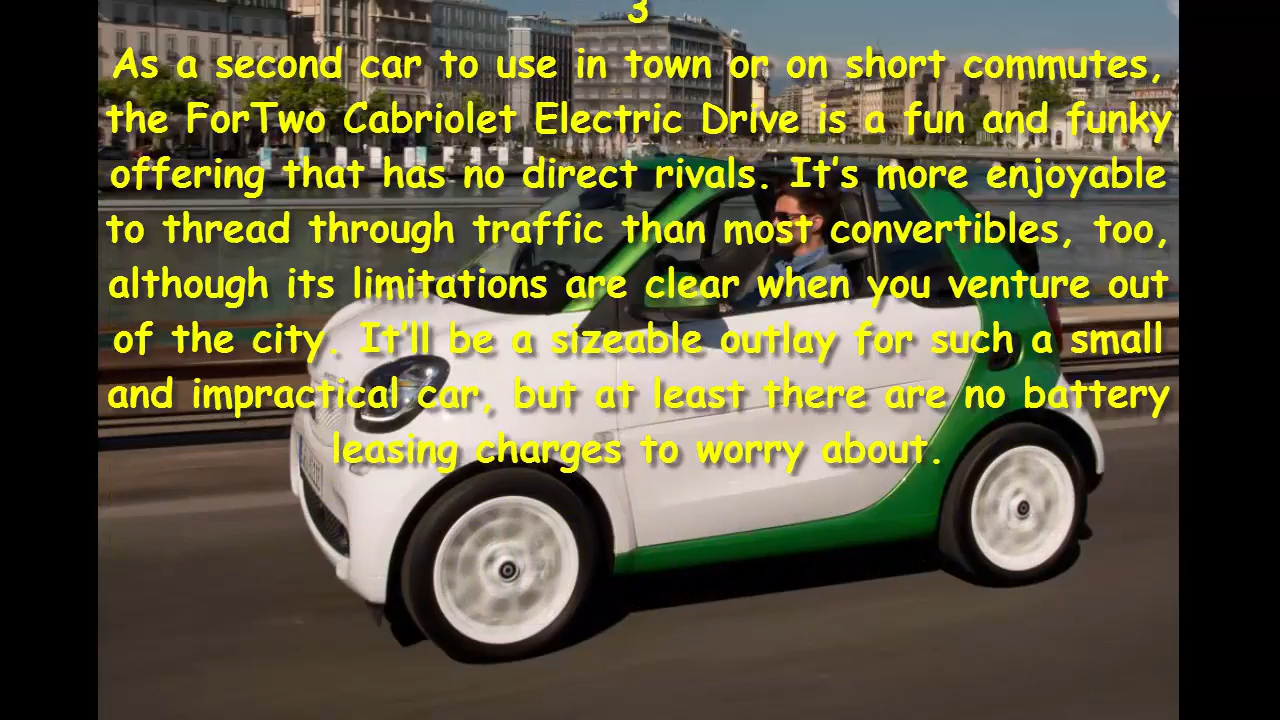 3
As a second car to use in town or on short commutes,
the ForTwo Cabriolet Electric Drive is a fun and funky
offering that has no direct rivals. It's more enjoyable
to thread through traffic than most convertibles, too,
although its limitations are clear when you venture out
of the city. It'll be a sizeable outlay for such a small
and impractical car, but at least there are no battery
leasing charges to worry about.